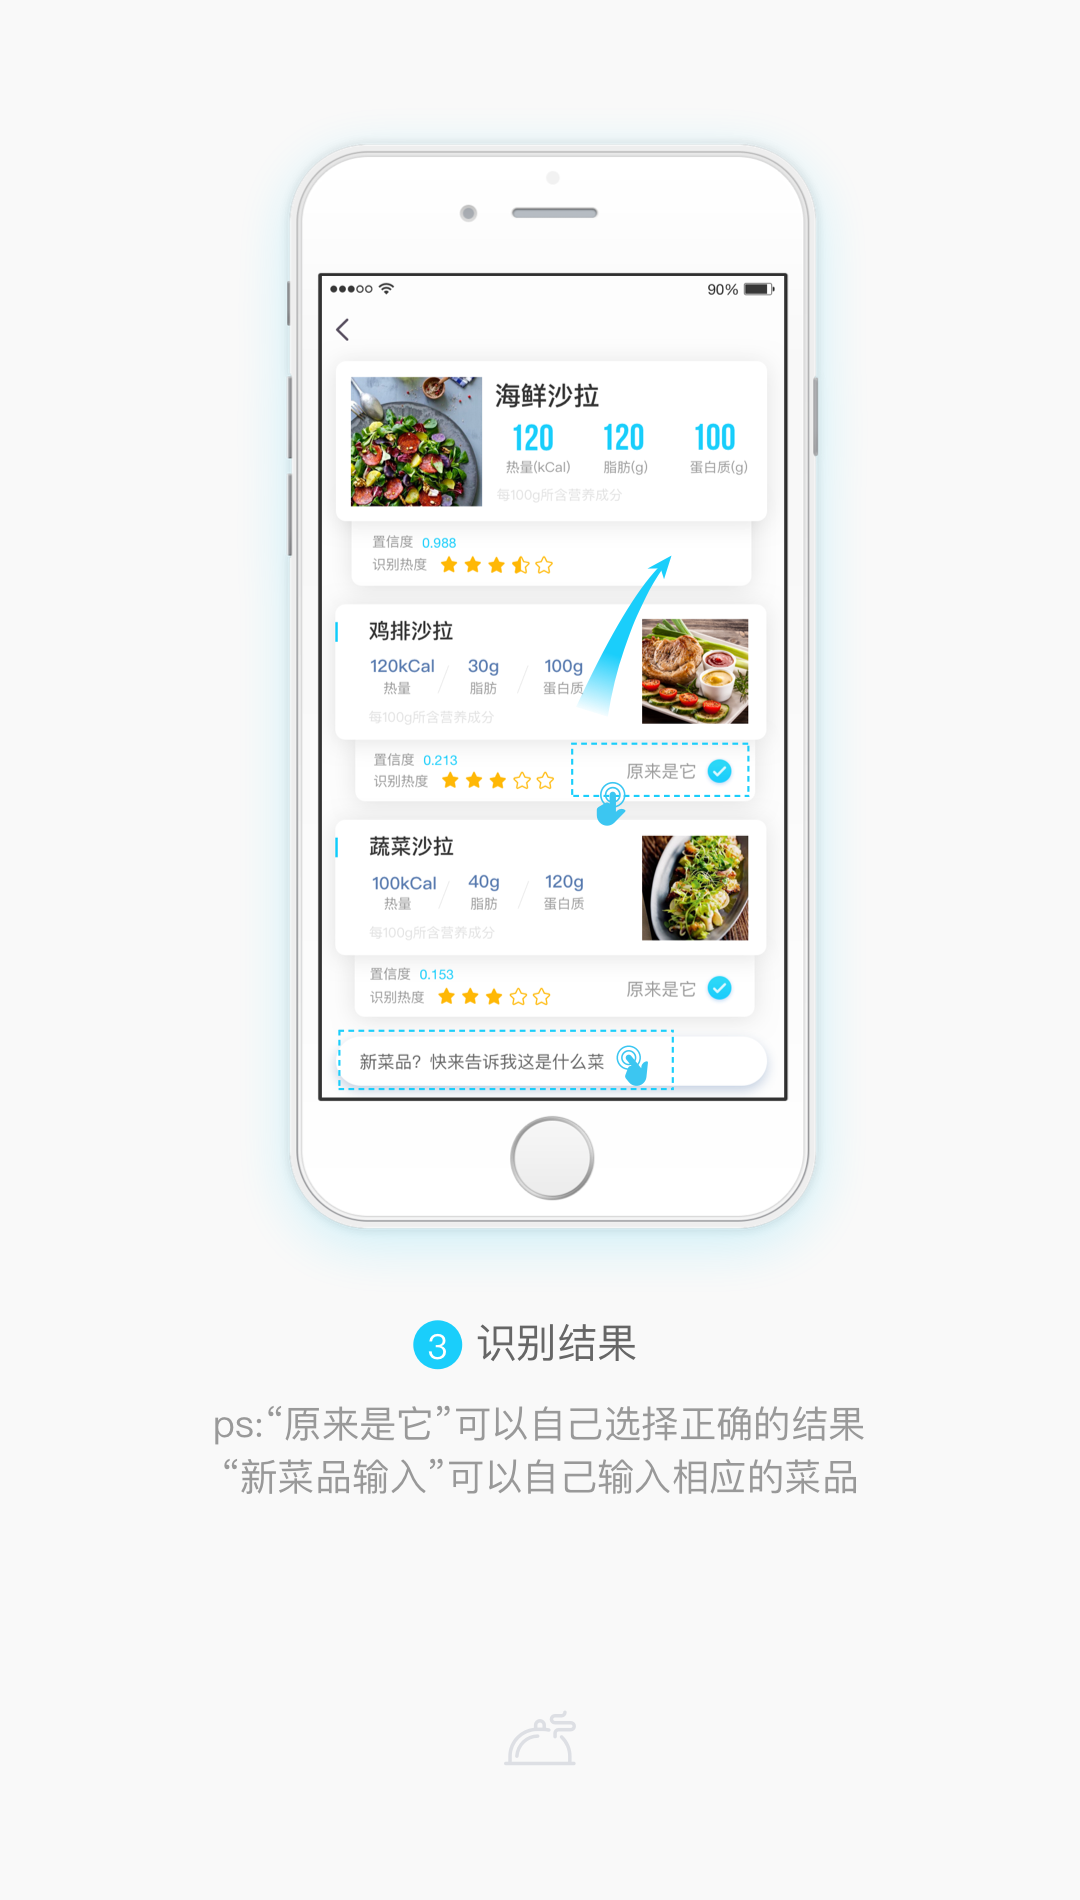 90%
海鲜沙拉
120 120 100
热量(kCal) 脂肪(g) 蛋白质(g)
每100g所含营养成分
置信度 0.988
识别热度
鸡排沙拉
120kCal 30g 100g
热量 脂肪 蛋白质
每100g所含营养成分
置信度 0.213
识别热度
原来是它
蔬菜沙拉
100kCal 40g 120g
热量 脂肪 蛋白质
每100g所含营养成分
置信度 0.153
识别热度
原来是它
新菜品？快来告诉我这是什么菜
3 识别结果
ps:“原来是它”可以自己选择正确的结果
“新菜品输入”可以自己输入相应的菜品